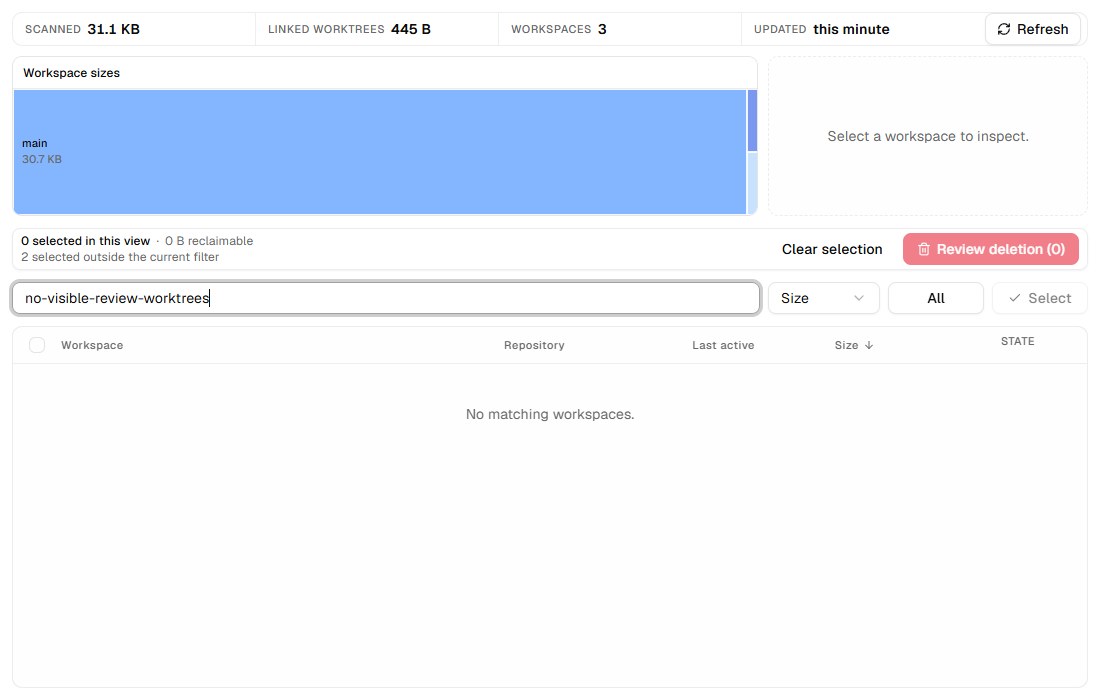 SCANNED 31.1 KB
LINKED WORKTREES 445 B
WORKSPACES 3
UPDATED this minute
Refresh
Workspace sizes
main
30.7 KB
Select a workspace to inspect.
0 selected in this view · 0 B reclaimable
2 selected outside the current filter
Clear selection
Review deletion (0)
no-visible-review-worktrees
Size
All
Select
Workspace
Repository
Last active
Size ↓
STATE
No matching workspaces.